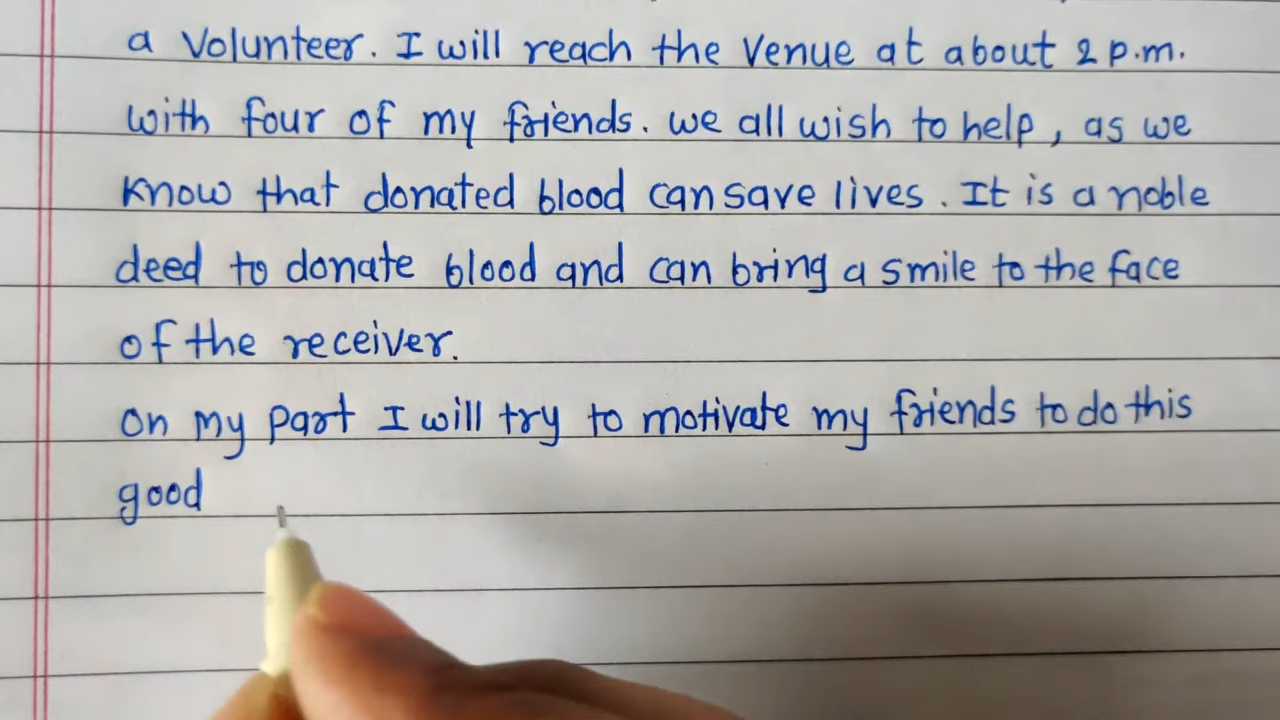 a Volunteer. I will reach the venue at about 2 p.m.
with four of my friends. we all wish to help, as we
know that donated blood can save lives. It is a noble
deed to donate blood and can bring a smile to the face
of the receiver.
On my part I will try to motivate my friends to do this
good